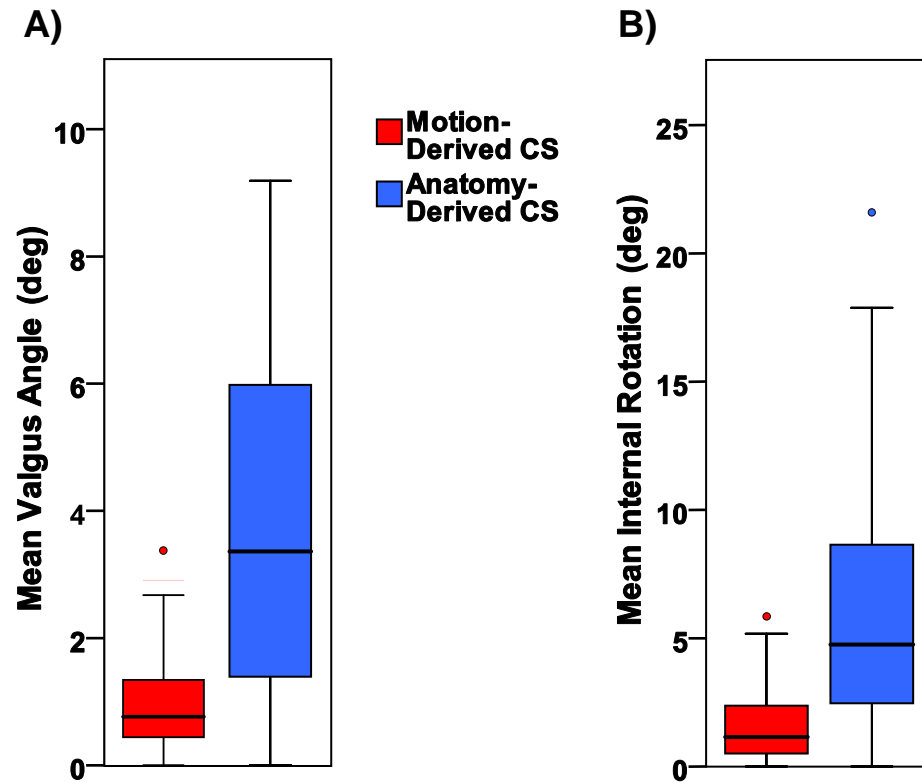 A)
B)
Motion-
Derived CS
Anatomy-
Derived CS
Mean Valgus Angle (deg)
10
8
6
4
2
0
Mean Internal Rotation (deg)
25
20
15
10
5
0